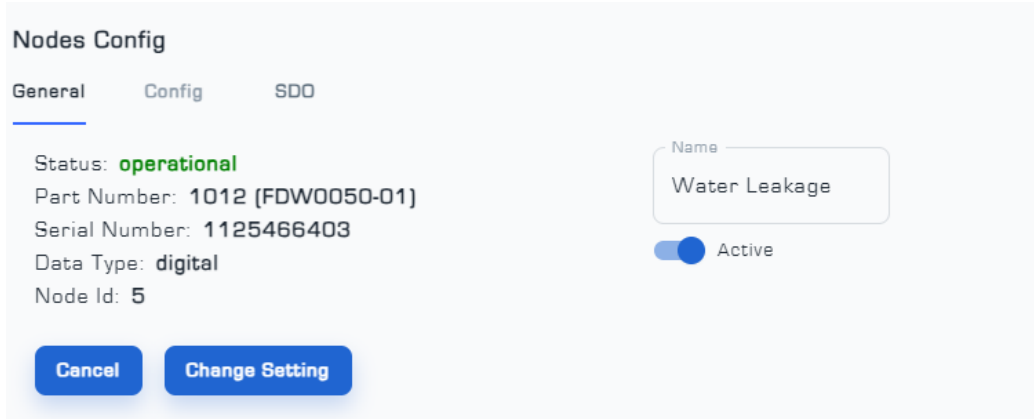 Nodes Config
General Config SDO
Status: operational
Part Number: 1012 (FDW0050-01)
Serial Number: 1125466403
Data Type: digital
Node Id: 5
Name
Water Leakage
Active
Cancel Change Setting